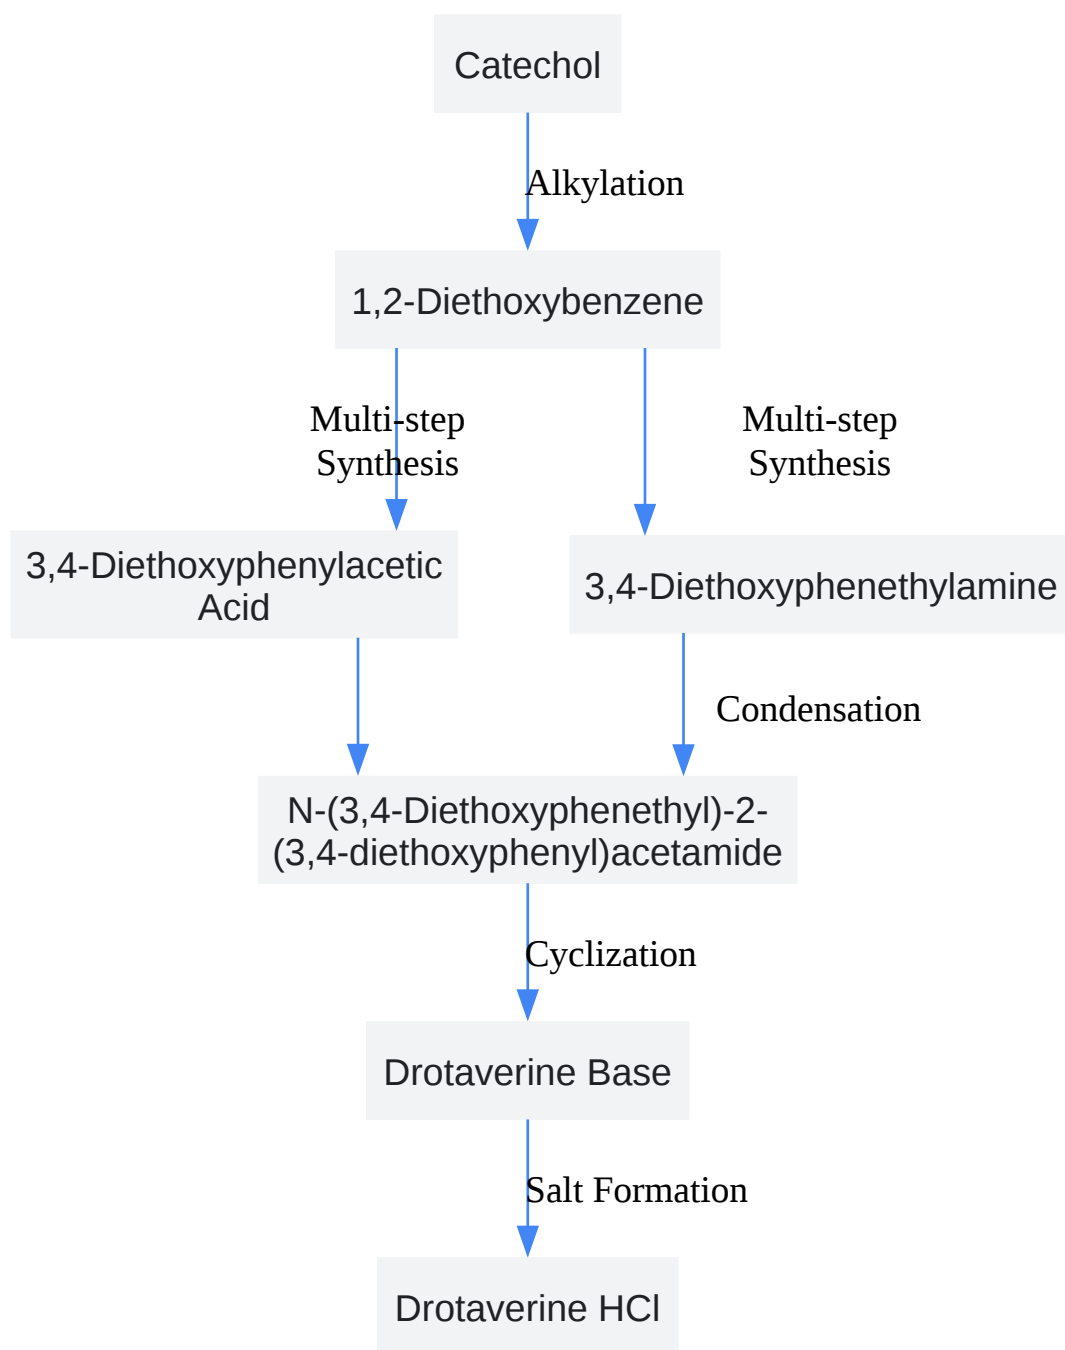 Catechol
Alkylation
1,2-Diethoxybenzene
Multi-step
Synthesis
Multi-step
Synthesis
3,4-Diethoxyphenylacetic
Acid
3,4-Diethoxyphenethylamine
Condensation
N-(3,4-Diethoxyphenethyl)-2-
(3,4-diethoxyphenyl)acetamide
Cyclization
Drotaverine Base
Salt Formation
Drotaverine HCl